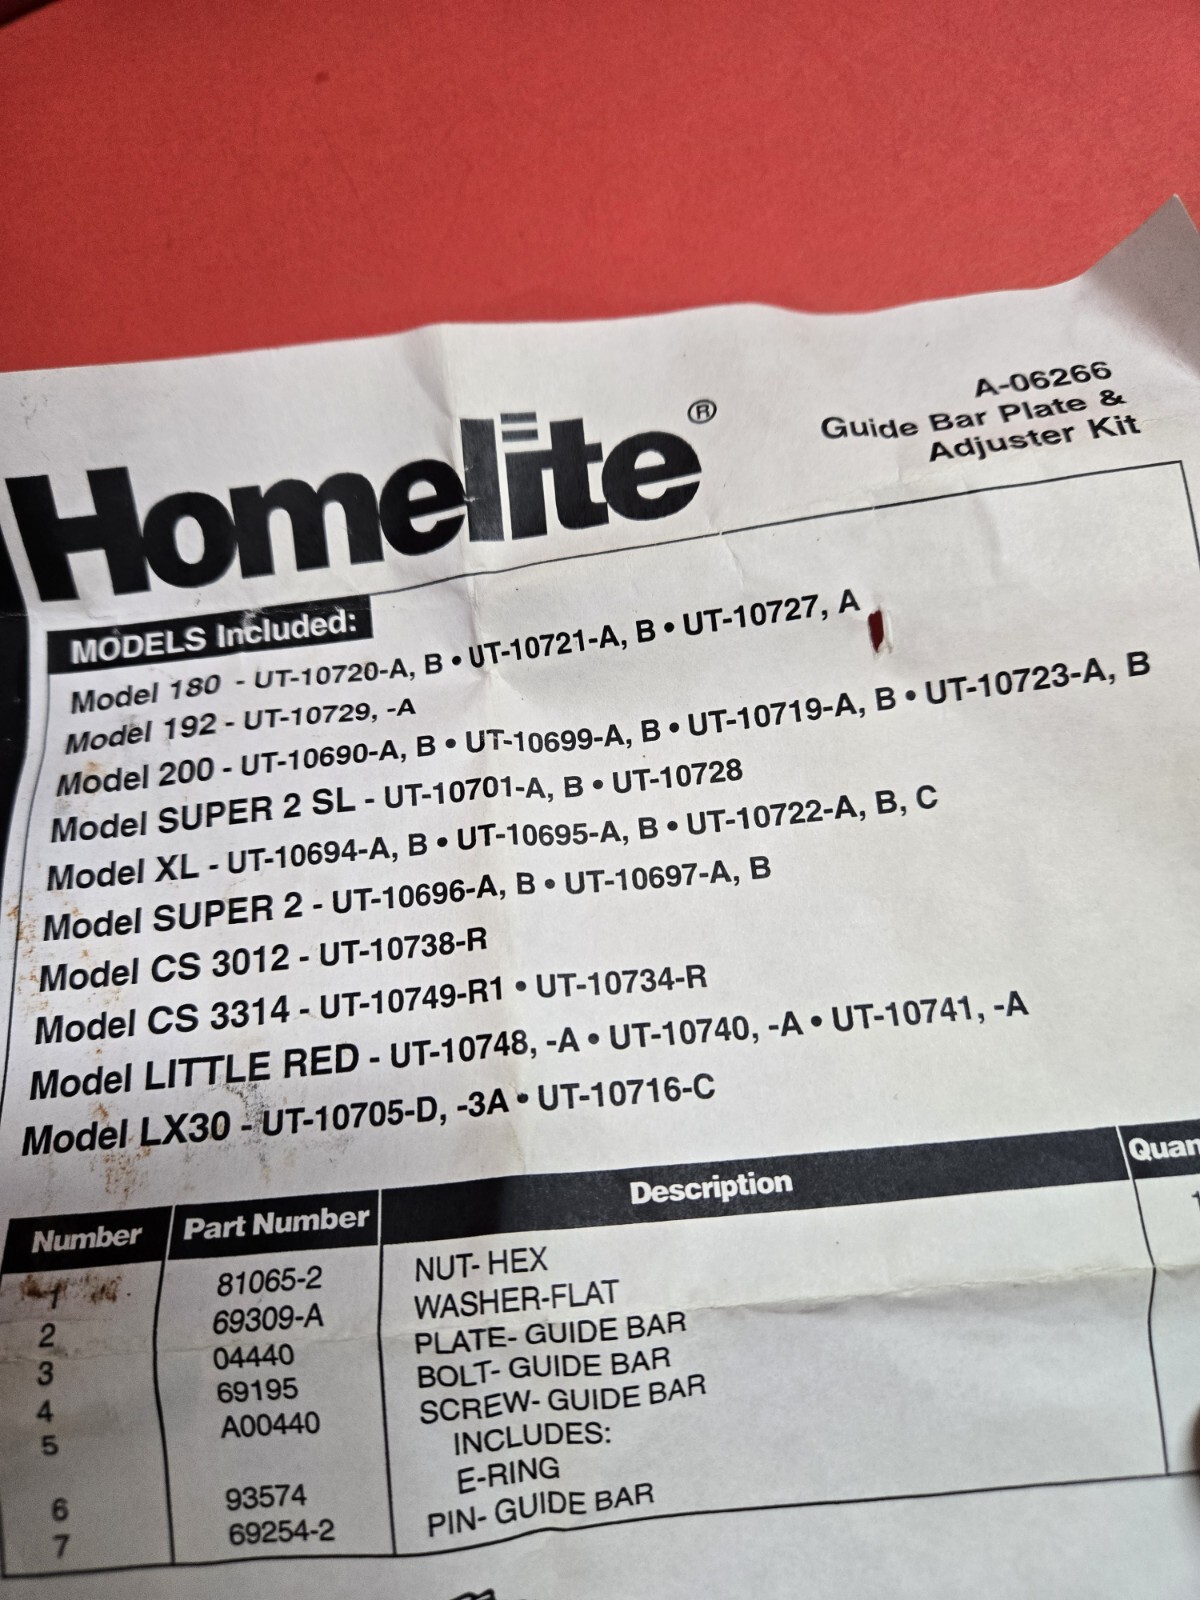 Homelite®
A-06266
Guide Bar Plate &
Adjuster Kit
MODELS Included:
Model 180 - UT-10720-A, B • UT-10721-A, B • UT-10727, A
Model 192 - UT-10729, -A
Model 200 - UT-10690-A, B • UT-10699-A, B • UT-10719-A, B • UT-10723-A, B
Model SUPER 2 SL - UT-10701-A, B • UT-10728
Model XL - UT-10694-A, B • UT-10695-A, B • UT-10722-A, B, C
Model SUPER 2 - UT-10696-A, B • UT-10697-A, B
Model CS 3012 - UT-10738-R
Model CS 3314 - UT-10749-R1 • UT-10734-R
Model LITTLE RED - UT-10748, -A • UT-10740, -A • UT-10741, -A
Model LX30 - UT-10705-D, -3A • UT-10716-C
Number Part Number Description Quan
1 81065-2 NUT- HEX 1
2 69309-A WASHER-FLAT
3 04440 PLATE- GUIDE BAR
4 69195 BOLT- GUIDE BAR
5 A00440 SCREW- GUIDE BAR
INCLUDES:
6 93574 E-RING
7 69254-2 PIN- GUIDE BAR